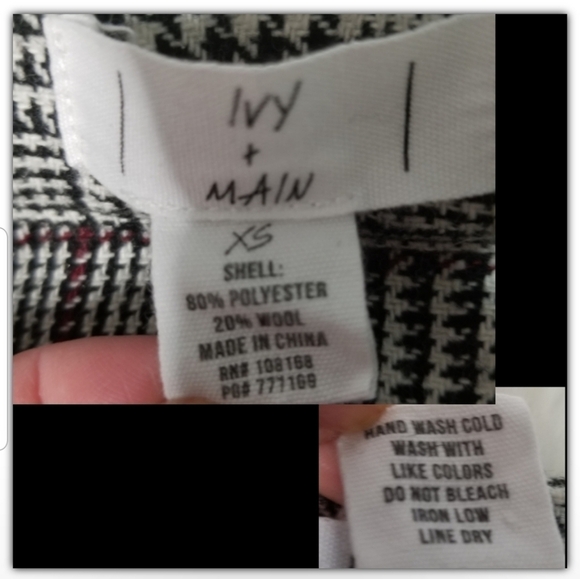 IVY
+
MAIN
XS
SHELL:
80% POLYESTER
20% WOOL
MADE IN CHINA
RN# 108168
PO# 777169
HAND WASH COLD
WASH WITH
LIKE COLORS
DO NOT BLEACH
IRON LOW
LINE DRY